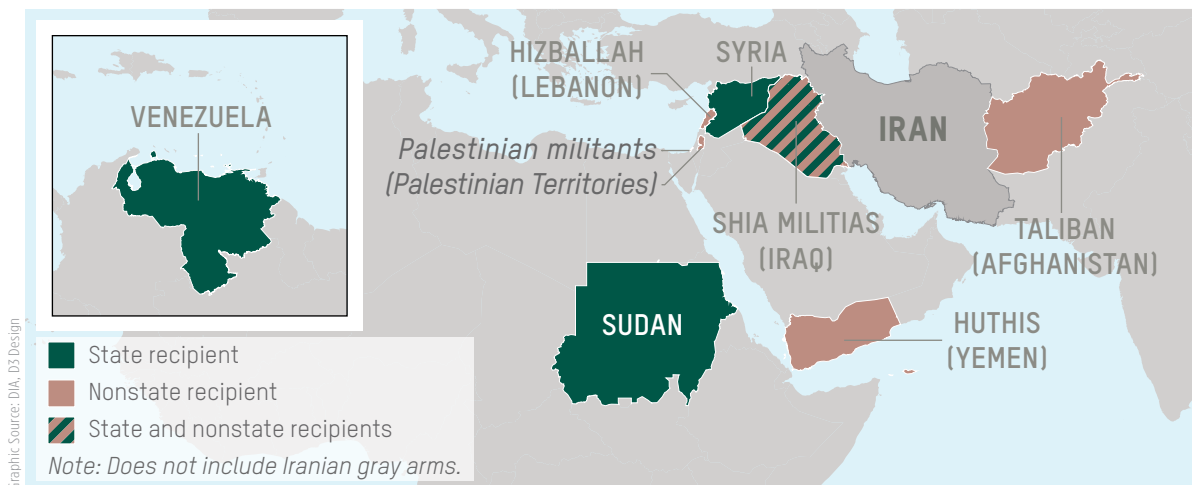 VENEZUELA
HIZBALLAH
(LEBANON)
SYRIA
Palestinian militants
(Palestinian Territories)
IRAN
SHIA MILITIAS
(IRAQ)
TALIBAN
(AFGHANISTAN)
SUDAN
HUTHIS
(YEMEN)
State recipient
Nonstate recipient
State and nonstate recipients
Note: Does not include Iranian gray arms.
Graphic Source: DIA, D3 Design